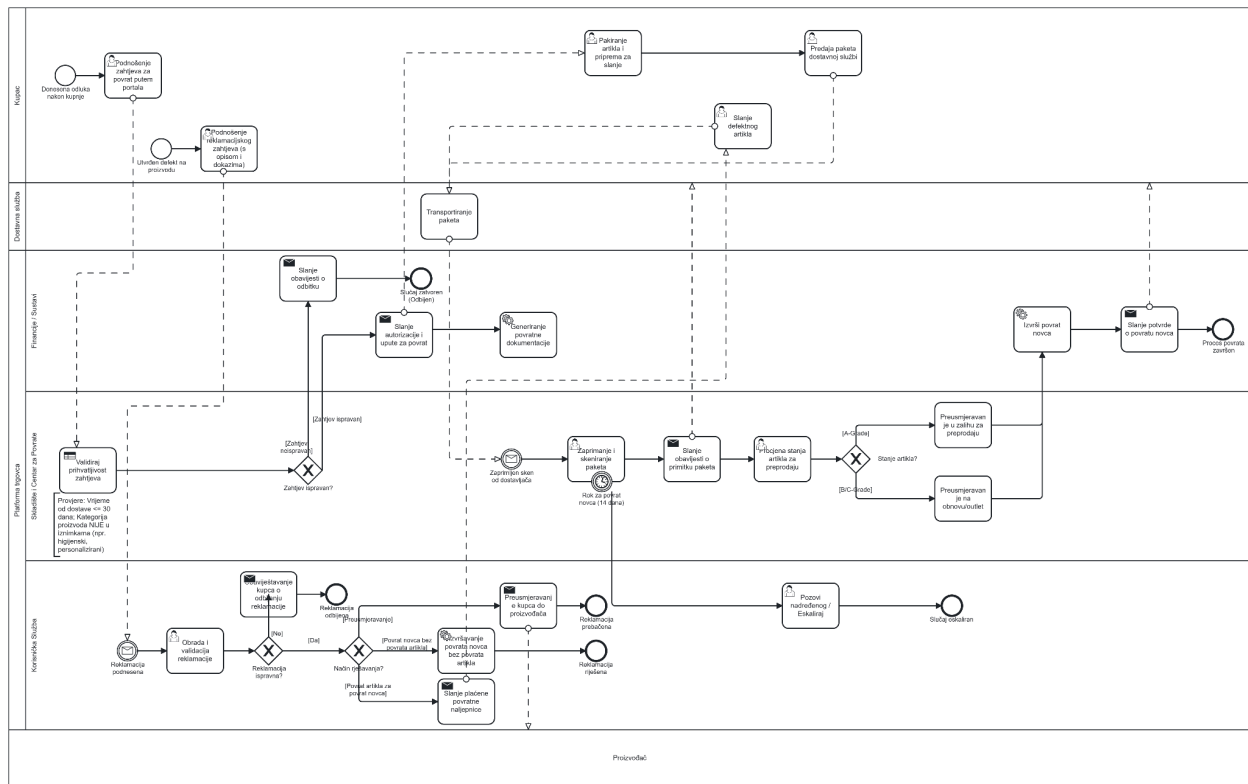 Kupac
Donesena odluka
nakon kupnje
Podnošenje
zahtjeva za
povrat putem
portala
Utvrđen defekt na
proizvodu
Podnošenje
reklamacijskog
zahtjeva (s
opisom i
dokazima)
Pakiranje
artikla i
priprema za
slanje
Predaja paketa
dostavnoj službi
Slanje
defektnog
artikla
Dostavna služba
Transportiranje
paketa
Platforma trgovca
Financije / Sustavi
Slanje
obavijesti o
odbitku
Slučaj zatvoren
(Odbijen)
Slanje
autorizacije i
upute za povrat
Generiranje
povratne
dokumentacije
Izvrši povrat
novca
Slanje potvrde
o povratu novca
Proces povrata
završen
Skladište i Centar za Povrate
Validiraj
prihvatljivost
zahtjeva
Provjere: Vrijeme
od dostave <= 30
dana; Kategorija
proizvoda NIJE u
iznimkama (npr.
higijenski,
personalizirani)
[Zahtjev ispravan]
[Zahtjev
neispravan]
Zahtjev ispravan?
Zaprimljen sken
od dostavljača
Zaprimanje i
skeniranje
paketa
Rok za povrat
novca (14 dana)
Slanje
obavijesti o
primitku paketa
Procjena stanja
artikla za
preprodaju
[A-Grade]
Stanje artikla?
[B/C-Grade]
Preusmjeravan
je u zalihu za
preprodaju
Preusmjeravan
je na
obnovu/outlet
Korisnička Služba
Reklamacija
podnesena
Obrada i
validacija
reklamacije
Reklamacija
ispravna?
[Ne]
[Da]
Obavještavanje
kupca o
odbijanju
reklamacije
Reklamacija
odbijena
Način rješavanja?
[Preusmjeravanje]
[Povrat novca bez
povrata artikla]
[Povrat artikla za
povrat novca]
Preusmjeravanj
e kupca do
proizvođača
Reklamacija
prebačena
Izvršavanje
povrata novca
bez povrata
artikla
Reklamacija
riješena
Slanje plaćene
povratne
naljepnice
Pozovi
nadređenog /
Eskaliraj
Slučaj eskaliran
Proizvođač